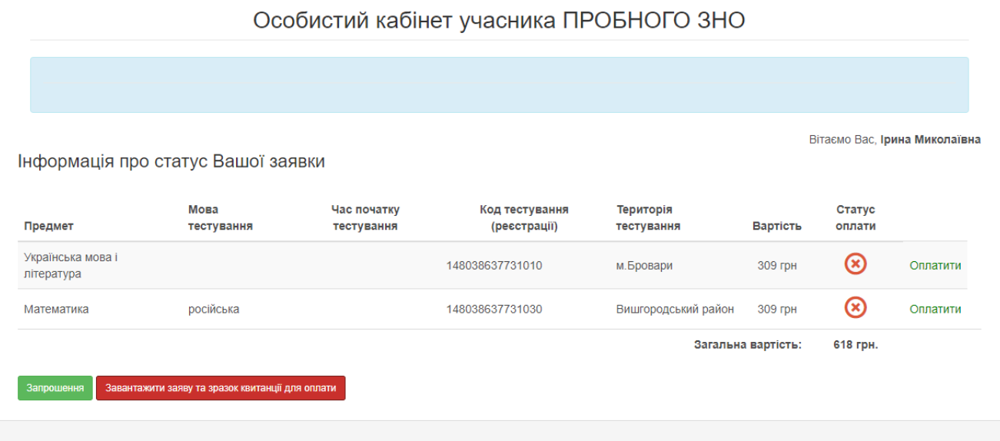 Особистий кабінет учасника ПРОБНОГО ЗНО
Вітаємо Вас, Ірина Миколаївна
Інформація про статус Вашої заявки
Предмет Мова тестування Час початку тестування Код тестування (реєстрації) Територія тестування Вартість Статус оплати
Українська мова і література 148038637731010 м.Бровари 309 грн Оплатити
Математика російська 148038637731030 Вишгородський район 309 грн Оплатити
Загальна вартість: 618 грн.
Запрошення Завантажити заяву та зразок квитанції для оплати